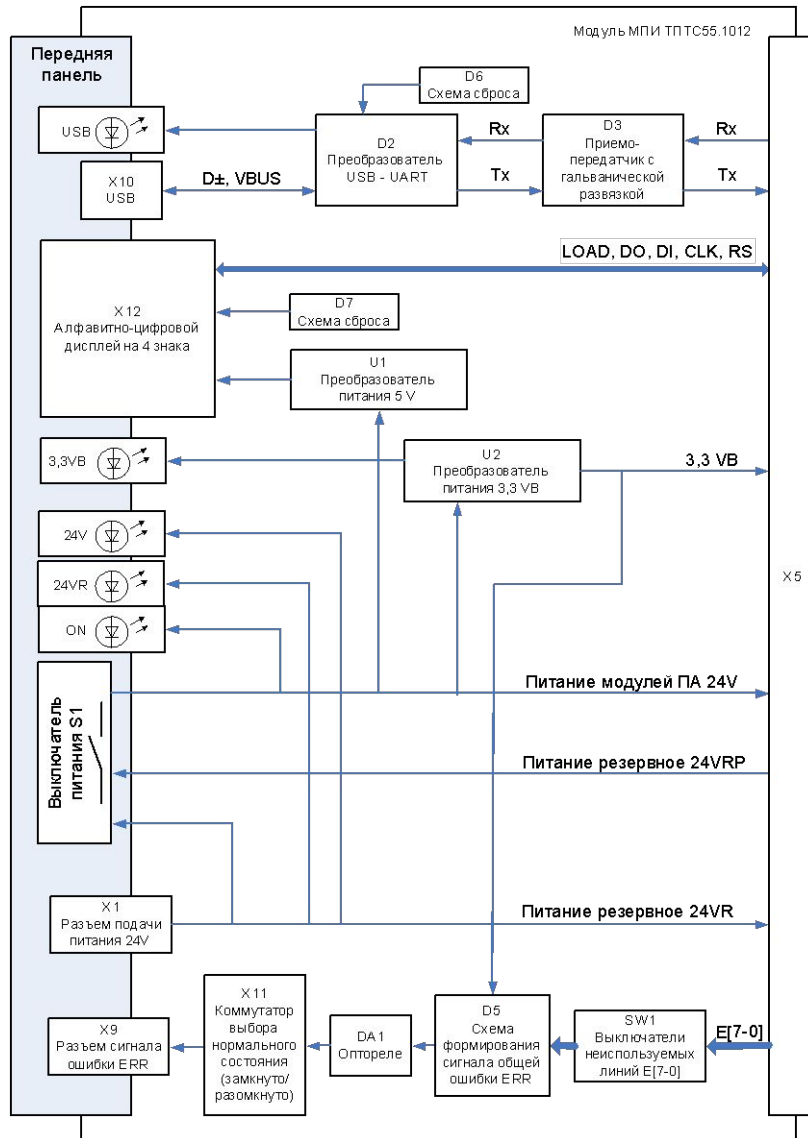 Модуль МПИ ТПТС55.1012
Передняя
панель
D6
Схема сброса
USB
D2
Преобразователь
USB - UART
Rx
Tx
D3
Приемо-
передатчик с
гальванической
развязкой
Rx
Tx
X10
USB
D±, VBUS
LOAD, DO, DI, CLK, RS
X12
Алфавитно-цифровой
дисплей на 4 знака
D7
Схема сброса
U1
Преобразователь
питания 5 V
3,3VB
U2
Преобразователь
питания 3,3 VB
3,3 VB
24V
24VR
ON
X5
Выключатель
питания S1
Питание модулей ПА 24V
Питание резервное 24VRP
X1
Разъем подачи
питания 24V
Питание резервное 24VR
X9
Разъем сигнала
ошибки ERR
X11
Коммутатор
выбора
нормального
состояния
(замкнуто/
разомкнуто)
DA1
Оптореле
D5
Схема
формирования
сигнала общей
ошибки ERR
SW1
Выключатели
неиспользуемых
линий E[7-0]
E[7-0]